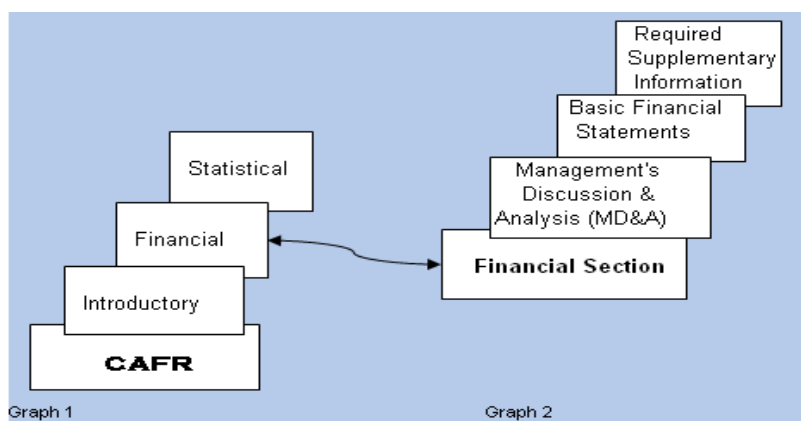 Required
Supplementary
Information
Basic Financial
Statements
Statistical
Management's
Discussion &
Analysis (MD&A)
Financial
Financial Section
Introductory
CAFR
Graph 1
Graph 2